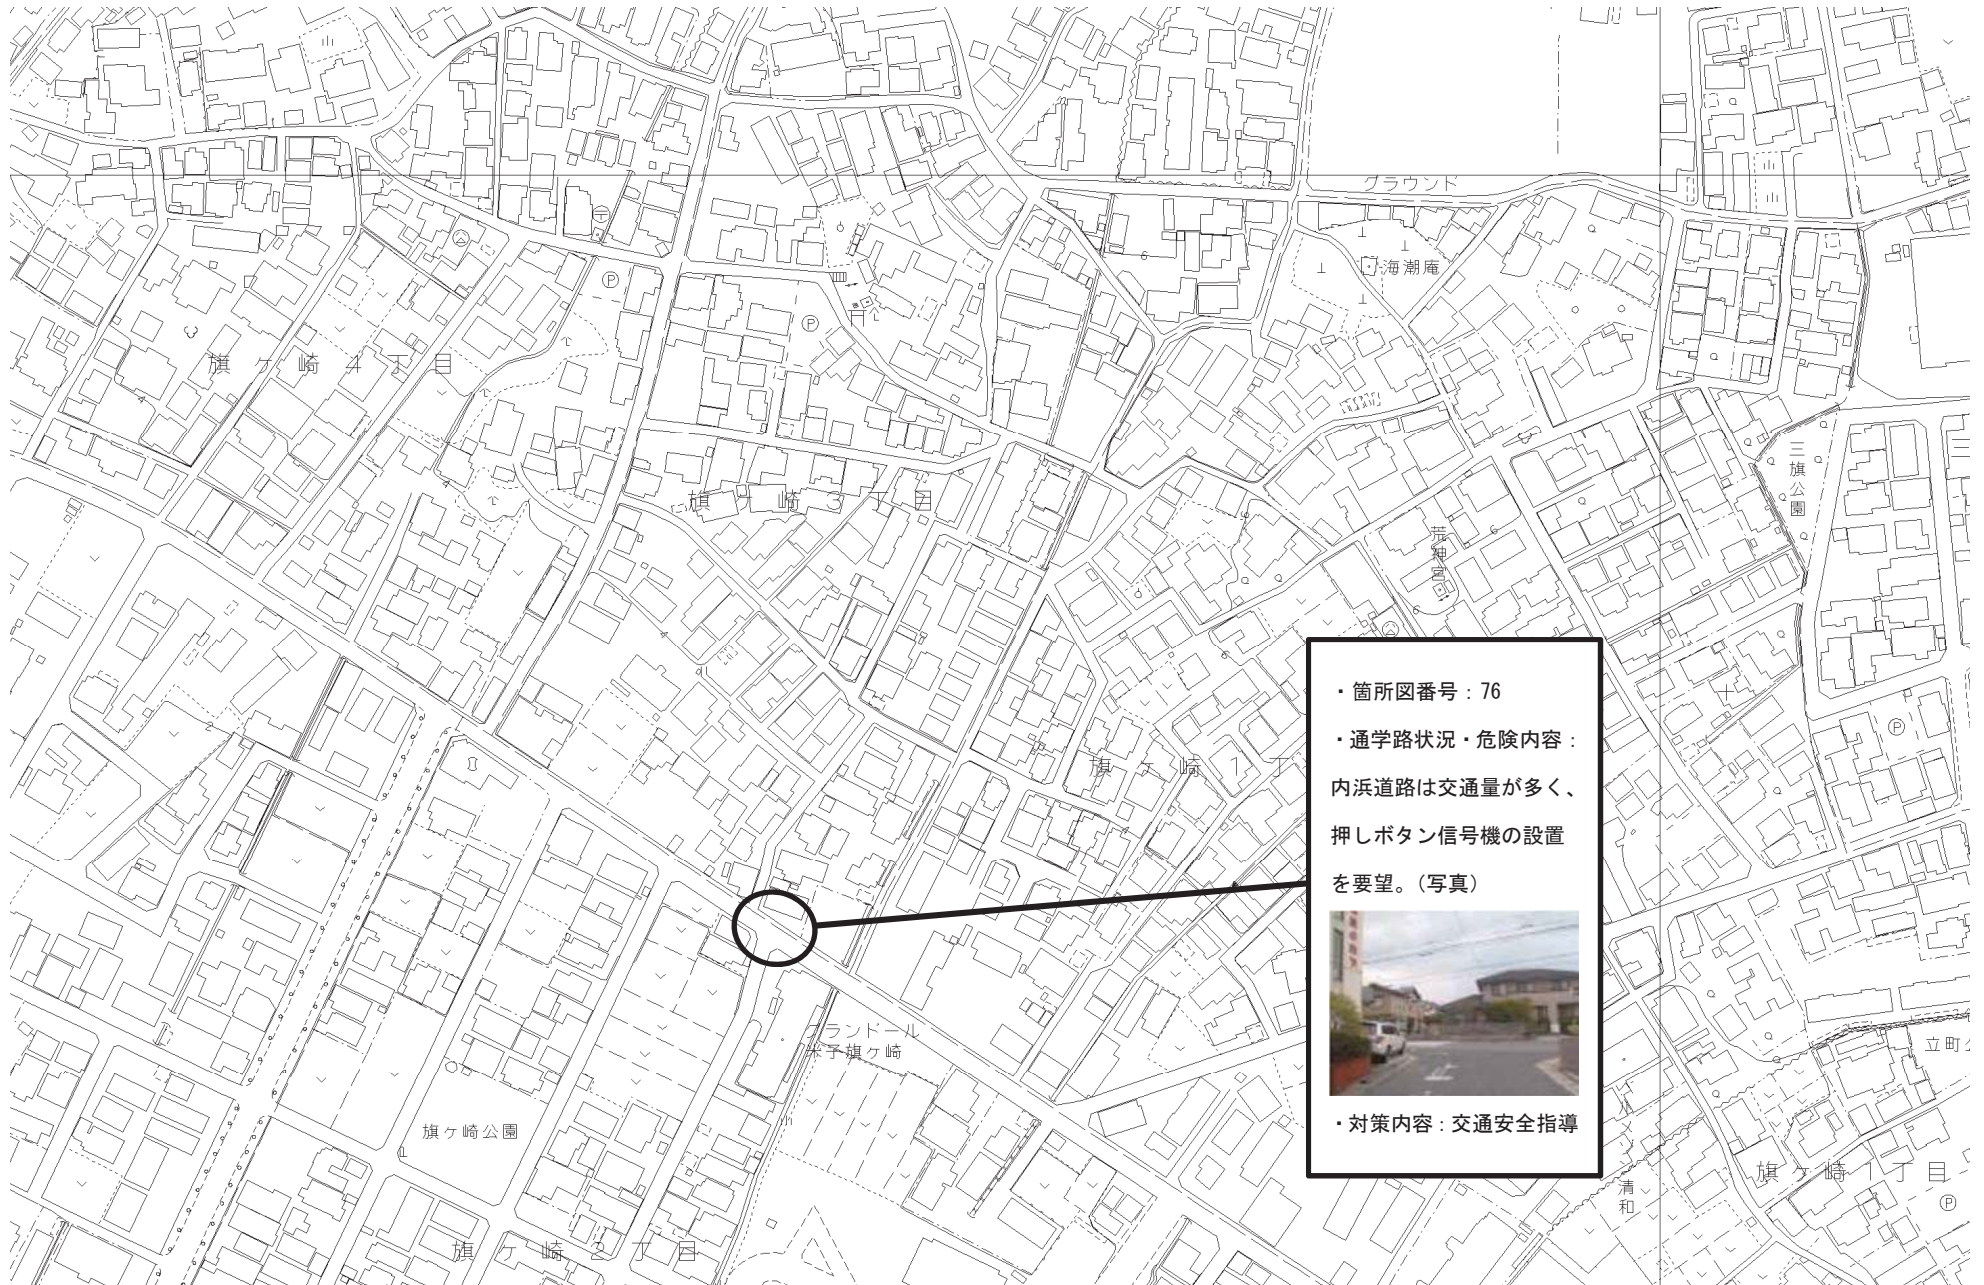 グラウンド
海潮庵
旗ヶ崎4丁目
三旗公園
旗ヶ崎3丁目
荒神宮
・箇所図番号：76
・通学路状況・危険内容：
内浜道路は交通量が多く、
押しボタン信号機の設置
を要望。（写真）
・対策内容：交通安全指導
旗ヶ崎1丁
グランドール
米子旗ヶ崎
立町公
旗ヶ崎公園
旗ヶ崎1丁目
清和
旗ヶ崎2丁目